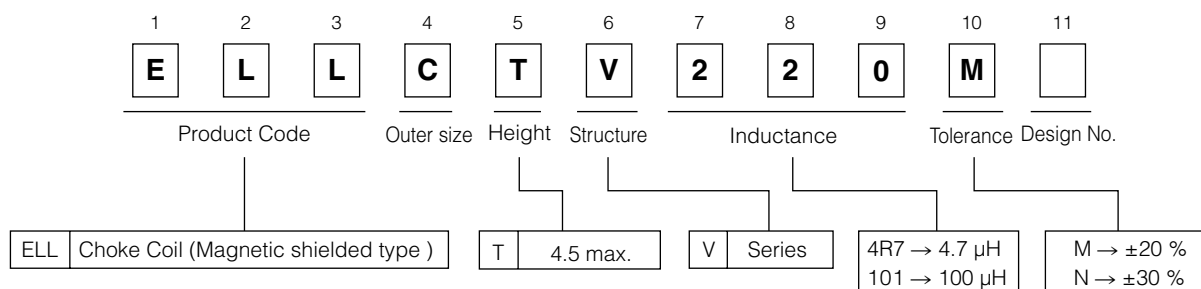 1 2 3 4 5 6 7 8 9 10 11
E L L C T V 2 2 0 M
Product Code Outer size Height Structure Inductance Tolerance Design No.
ELL Choke Coil (Magnetic shielded type ) T 4.5 max. V Series 4R7 → 4.7 μH M → ±20 %
101 → 100 μH N → ±30 %